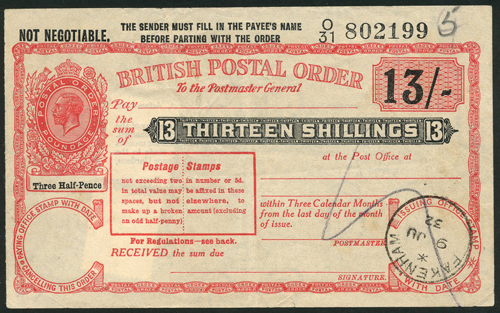 NOT NEGOTIABLE.
THE SENDER MUST FILL IN THE PAYEE'S NAME
BEFORE PARTING WITH THE ORDER
O/31 802199
5
BRITISH POSTAL ORDER
To the Postmaster General
13/-
POSTAL ORDER
POUNDAGE
Three Half-Pence
Pay
the
sum of
13 THIRTEEN SHILLINGS 13
at the Post Office at
Postage Stamps
not exceeding two in number or 5d.
in total value may be affixed in these
spaces, but not elsewhere, to
make up a broken amount (excluding
an odd half-penny)
within Three Calendar Months
from the last day of the month
of issue.
For Regulations—see back.
POSTMASTER
RECEIVED the sum due
SIGNATURE.
PAYING OFFICE STAMP WITH DATE
CANCELLING THIS ORDER
ISSUING OFFICE STAMP
WITH DATE
FAKENHAM
9 JU
32